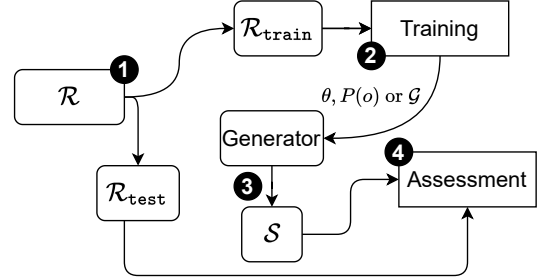 1
ℛ
ℛtrain
2
Training
θ, P(o) or 𝒢
Generator
3
𝒮
4
Assessment
ℛtest